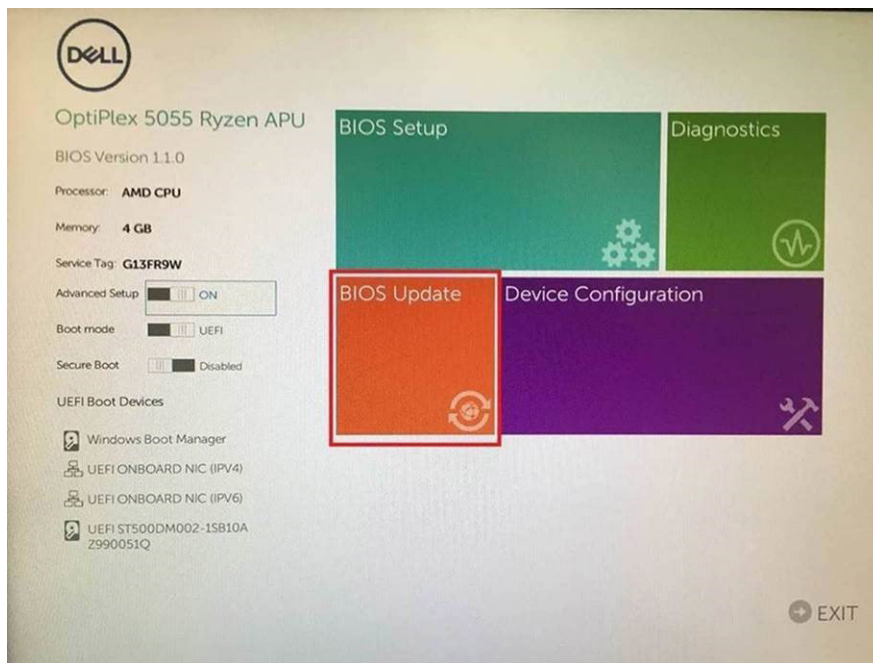 DELL
OptiPlex 5055 Ryzen APU
BIOS Version 1.1.0
Processor: AMD CPU
Memory: 4 GB
Service Tag: G13FR9W
Advanced Setup ON
Boot mode UEFI
Secure Boot Disabled
UEFI Boot Devices
Windows Boot Manager
UEFI ONBOARD NIC (IPV4)
UEFI ONBOARD NIC (IPV6)
UEFI ST500DM002-1SB10A
Z990051Q
BIOS Setup
Diagnostics
BIOS Update
Device Configuration
EXIT